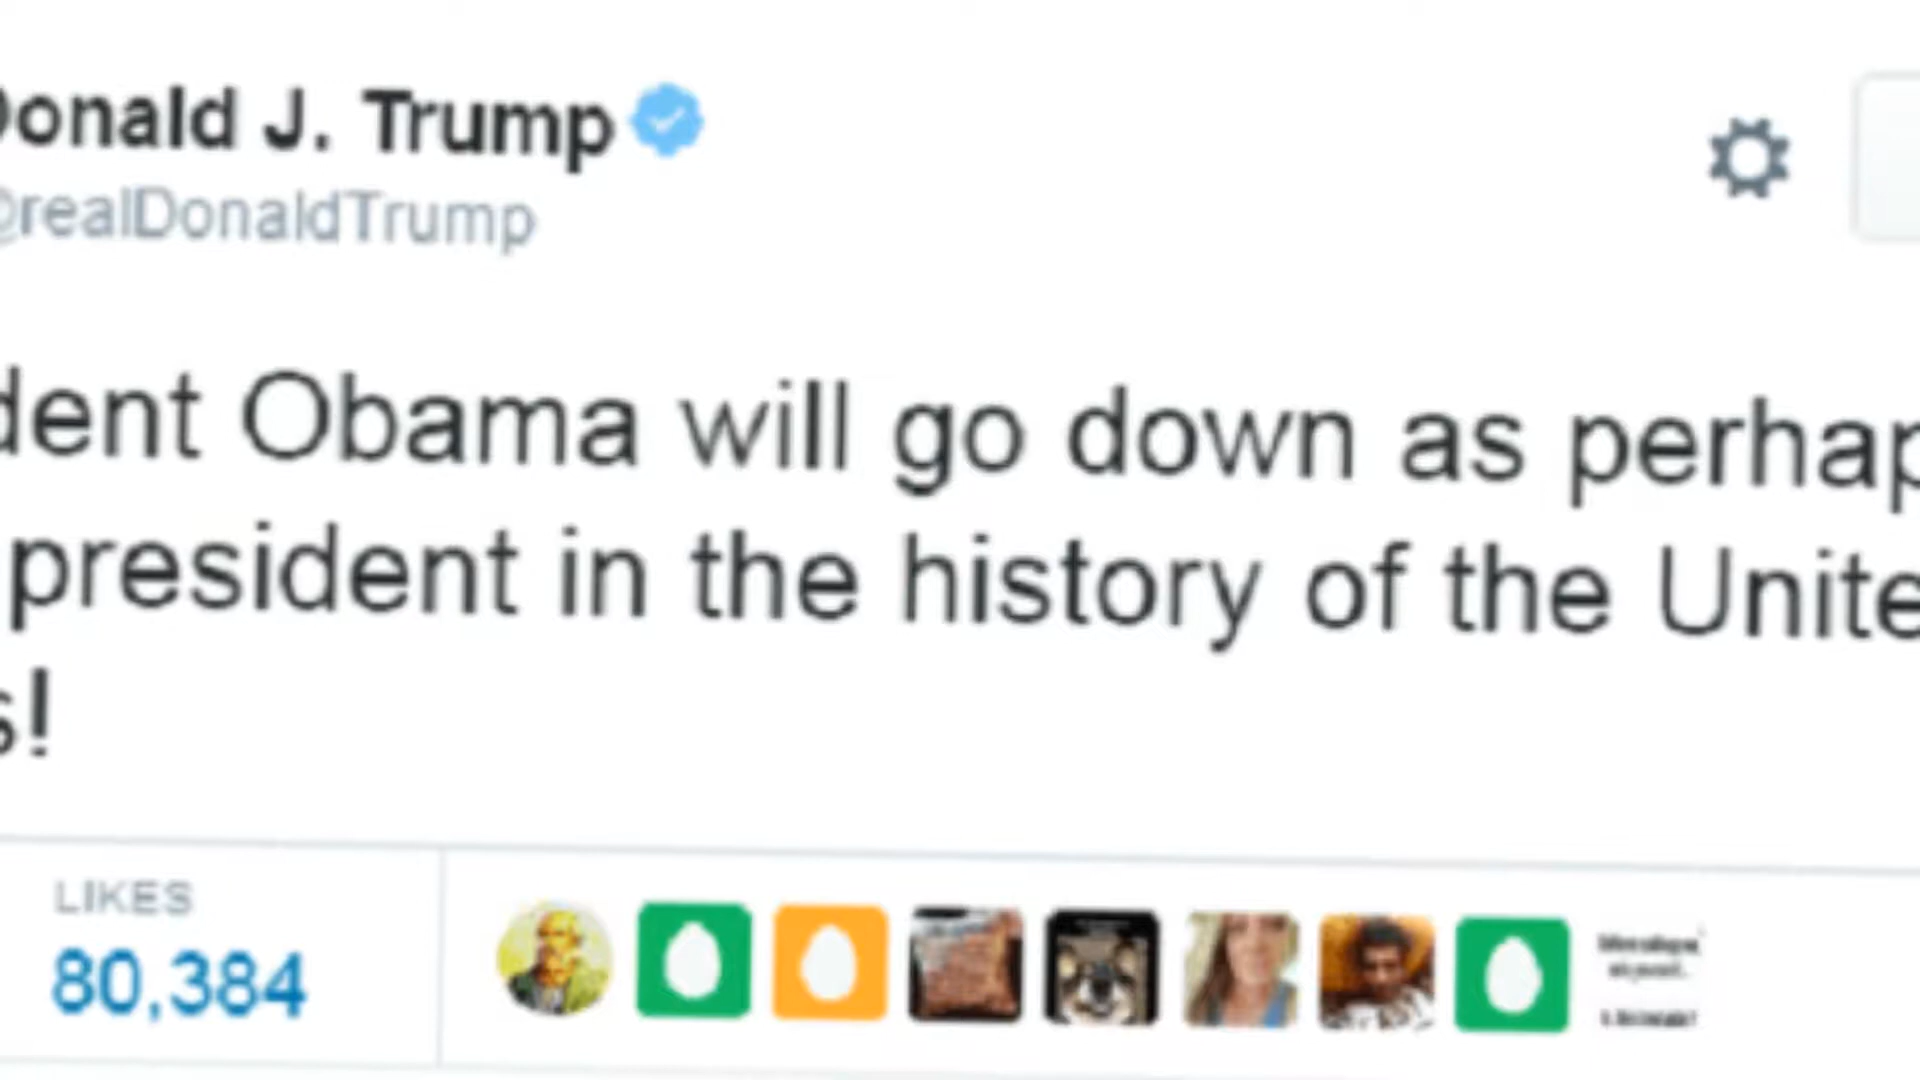 Donald J. Trump
@realDonaldTrump
dent Obama will go down as perhap
president in the history of the Unite
s!
LIKES
80,384